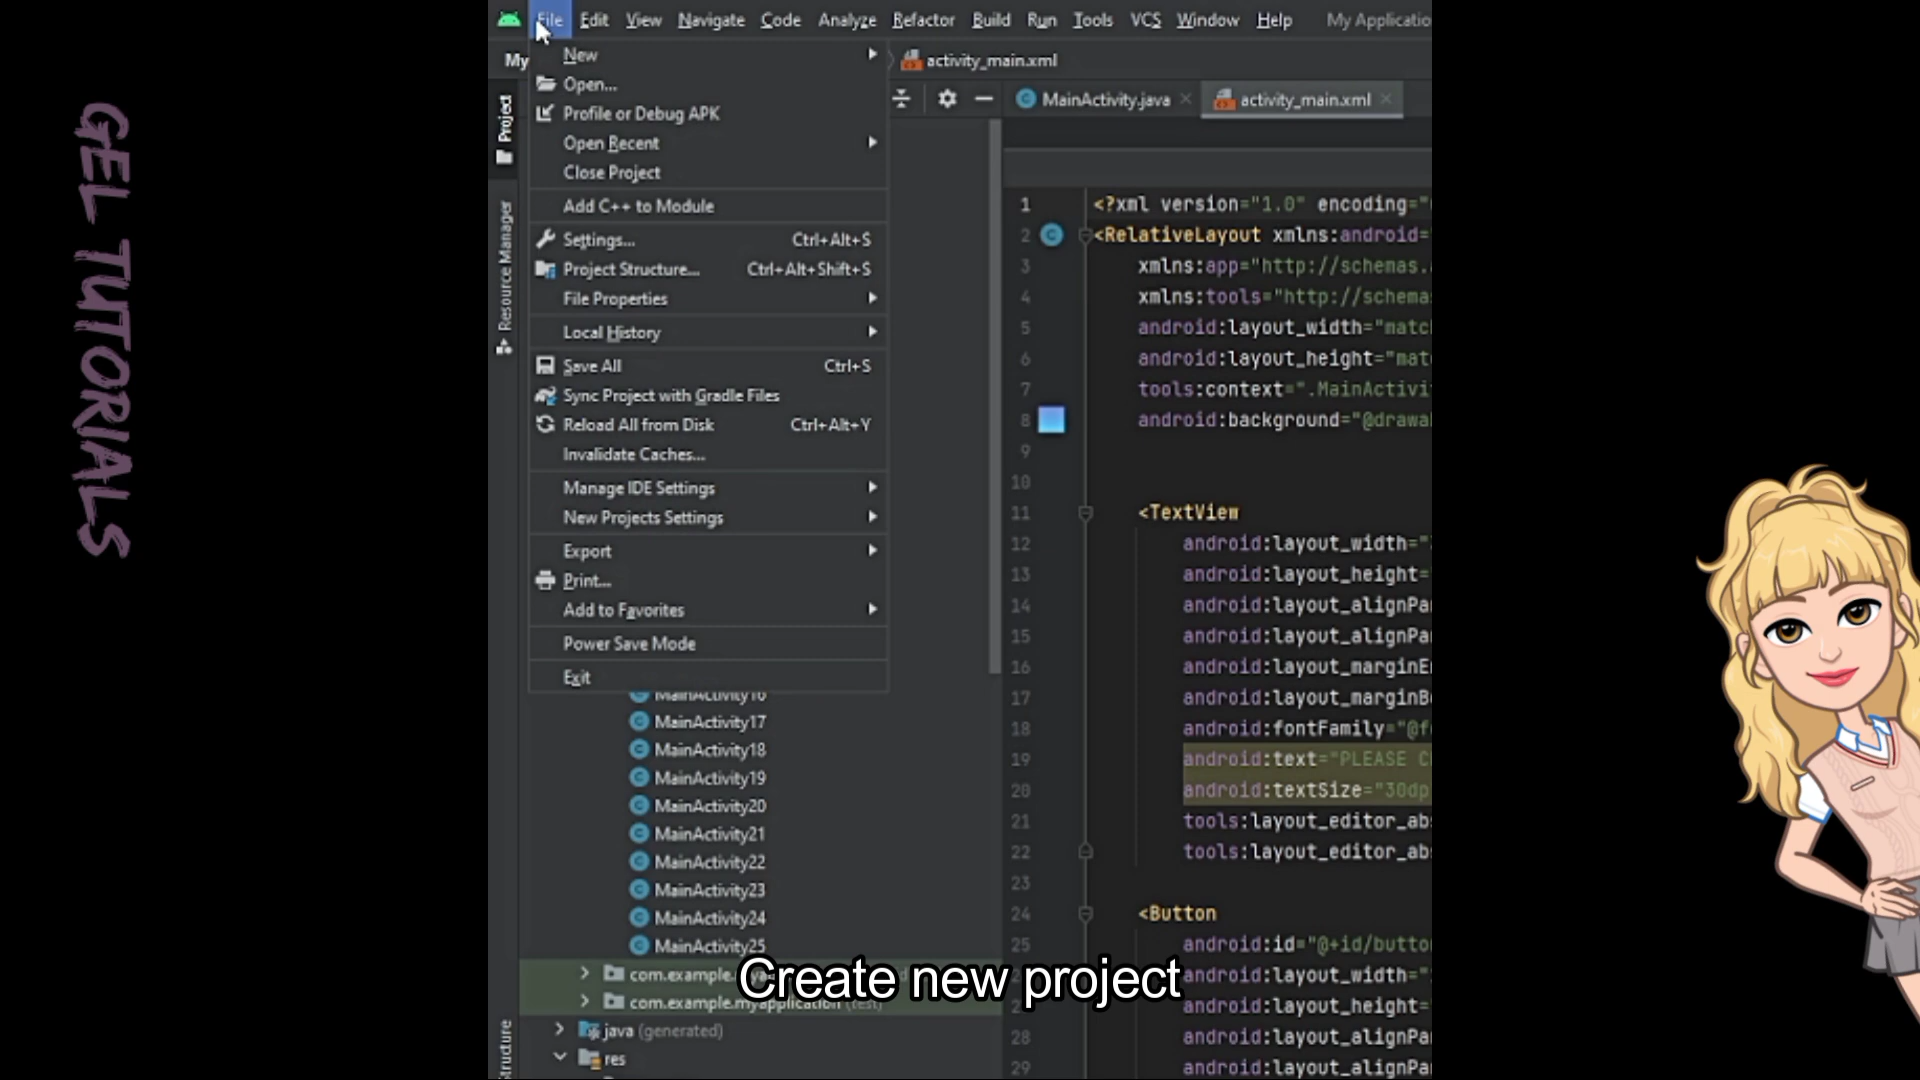 GEL TUTORIALS
File Edit View Navigate Code Analyze Refactor Build Run Tools VCS Window Help My Applicatio
My
activity_main.xml
MainActivity.java
activity_main.xml
Project
Resource Manager
New
Open...
Profile or Debug APK
Open Recent
Close Project
Add C++ to Module
Settings... Ctrl+Alt+S
Project Structure... Ctrl+Alt+Shift+S
File Properties
Local History
Save All Ctrl+S
Sync Project with Gradle Files
Reload All from Disk Ctrl+Alt+Y
Invalidate Caches...
Manage IDE Settings
New Projects Settings
Export
Print...
Add to Favorites
Power Save Mode
Exit
MainActivity16
MainActivity17
MainActivity18
MainActivity19
MainActivity20
MainActivity21
MainActivity22
MainActivity23
MainActivity24
MainActivity25
com.example.
com.example.myapplication (test)
java (generated)
res
1 <?xml version="1.0" encoding="
2 <RelativeLayout xmlns:android=
3 xmlns:app="http://schemas.
4 xmlns:tools="http://schema
5 android:layout_width="matc
6 android:layout_height="mat
7 tools:context=".MainActivi
8 android:background="@drawa
9
10
11 <TextView
12 android:layout_width="
13 android:layout_height=
14 android:layout_alignPa
15 android:layout_alignPa
16 android:layout_marginE
17 android:layout_marginB
18 android:fontFamily="@f
19 android:text="PLEASE C
20 android:textSize="30dp
21 tools:layout_editor_ab
22 tools:layout_editor_ab
23
24 <Button
25 android:id="@+id/butto
android:layout_width="
android:layout_height=
28 android:layout_alignPa
29 android:layout_alignPa
Create new project